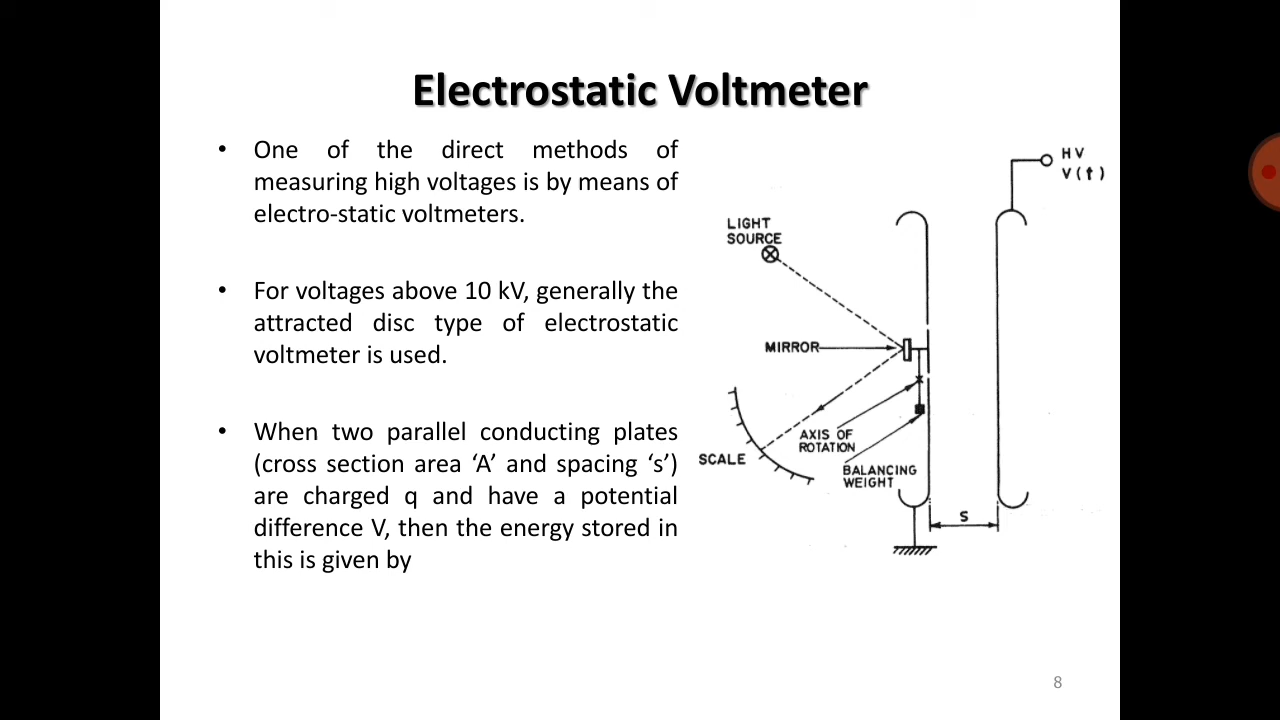 Electrostatic Voltmeter
• One of the direct methods of
measuring high voltages is by means of
electro-static voltmeters.
• For voltages above 10 kV, generally the
attracted disc type of electrostatic
voltmeter is used.
• When two parallel conducting plates
(cross section area ‘A’ and spacing ‘s’)
are charged q and have a potential
difference V, then the energy stored in
this is given by
HV
V(t)
LIGHT
SOURCE
MIRROR
AXIS OF
ROTATION
SCALE
BALANCING
WEIGHT
S
8